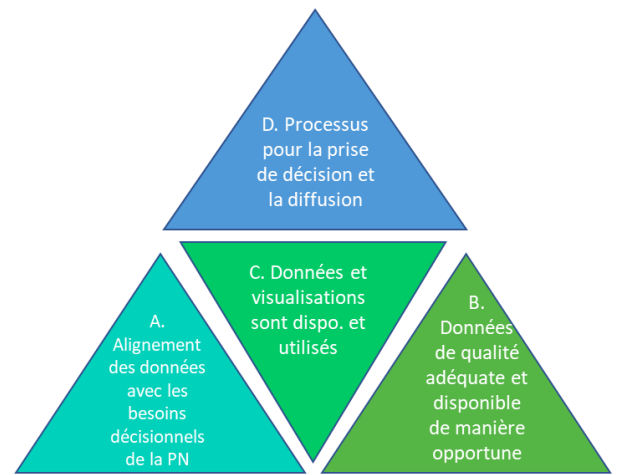 D. Processus
pour la prise
de décision et
la diffusion
C. Données et
visualisations
sont dispo. et
utilisés
A.
Alignement
des données
avec les
besoins
décisionnels
de la PN
B.
Données
de qualité
adéquate et
disponible
de manière
opportune